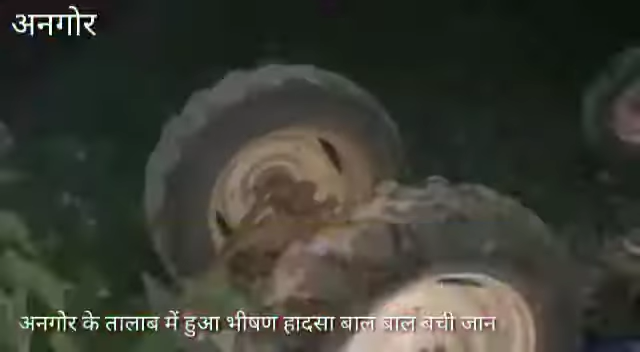 अनगोर
अनगोर के तालाब में हुआ भीषण हादसा बाल बाल बची जान